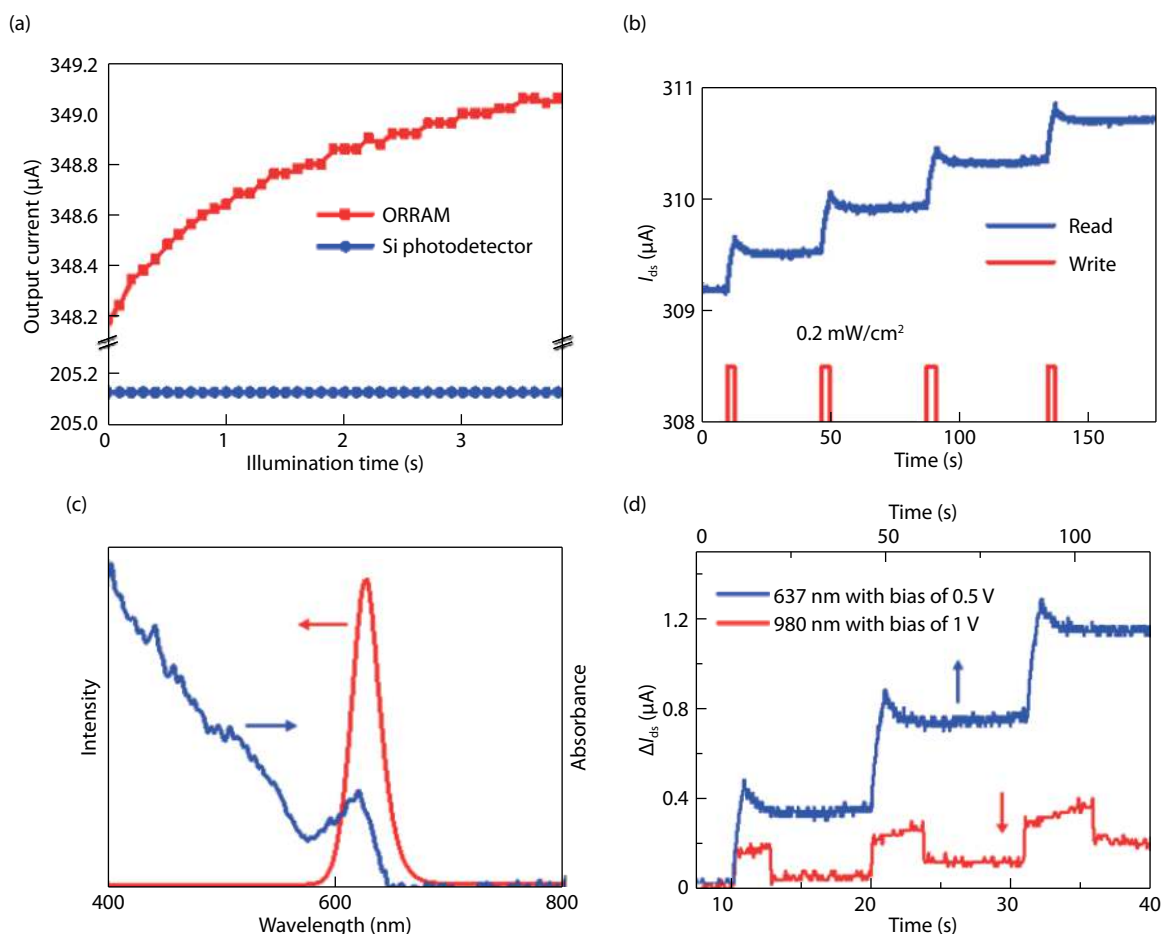 (a)
349.2
349.0
348.8
348.6
348.4
348.2
205.2
205.0
Output current (µA)
ORRAM
Si photodetector
0 1 2 3
Illumination time (s)
(b)
311
310
309
308
I_ds (µA)
Read
Write
0.2 mW/cm²
0 50 100 150
Time (s)
(c)
Intensity
Absorbance
400 600 800
Wavelength (nm)
(d)
Time (s)
0 50 100
637 nm with bias of 0.5 V
980 nm with bias of 1 V
1.2
0.8
0.4
0
ΔI_ds (µA)
10 20 30 40
Time (s)